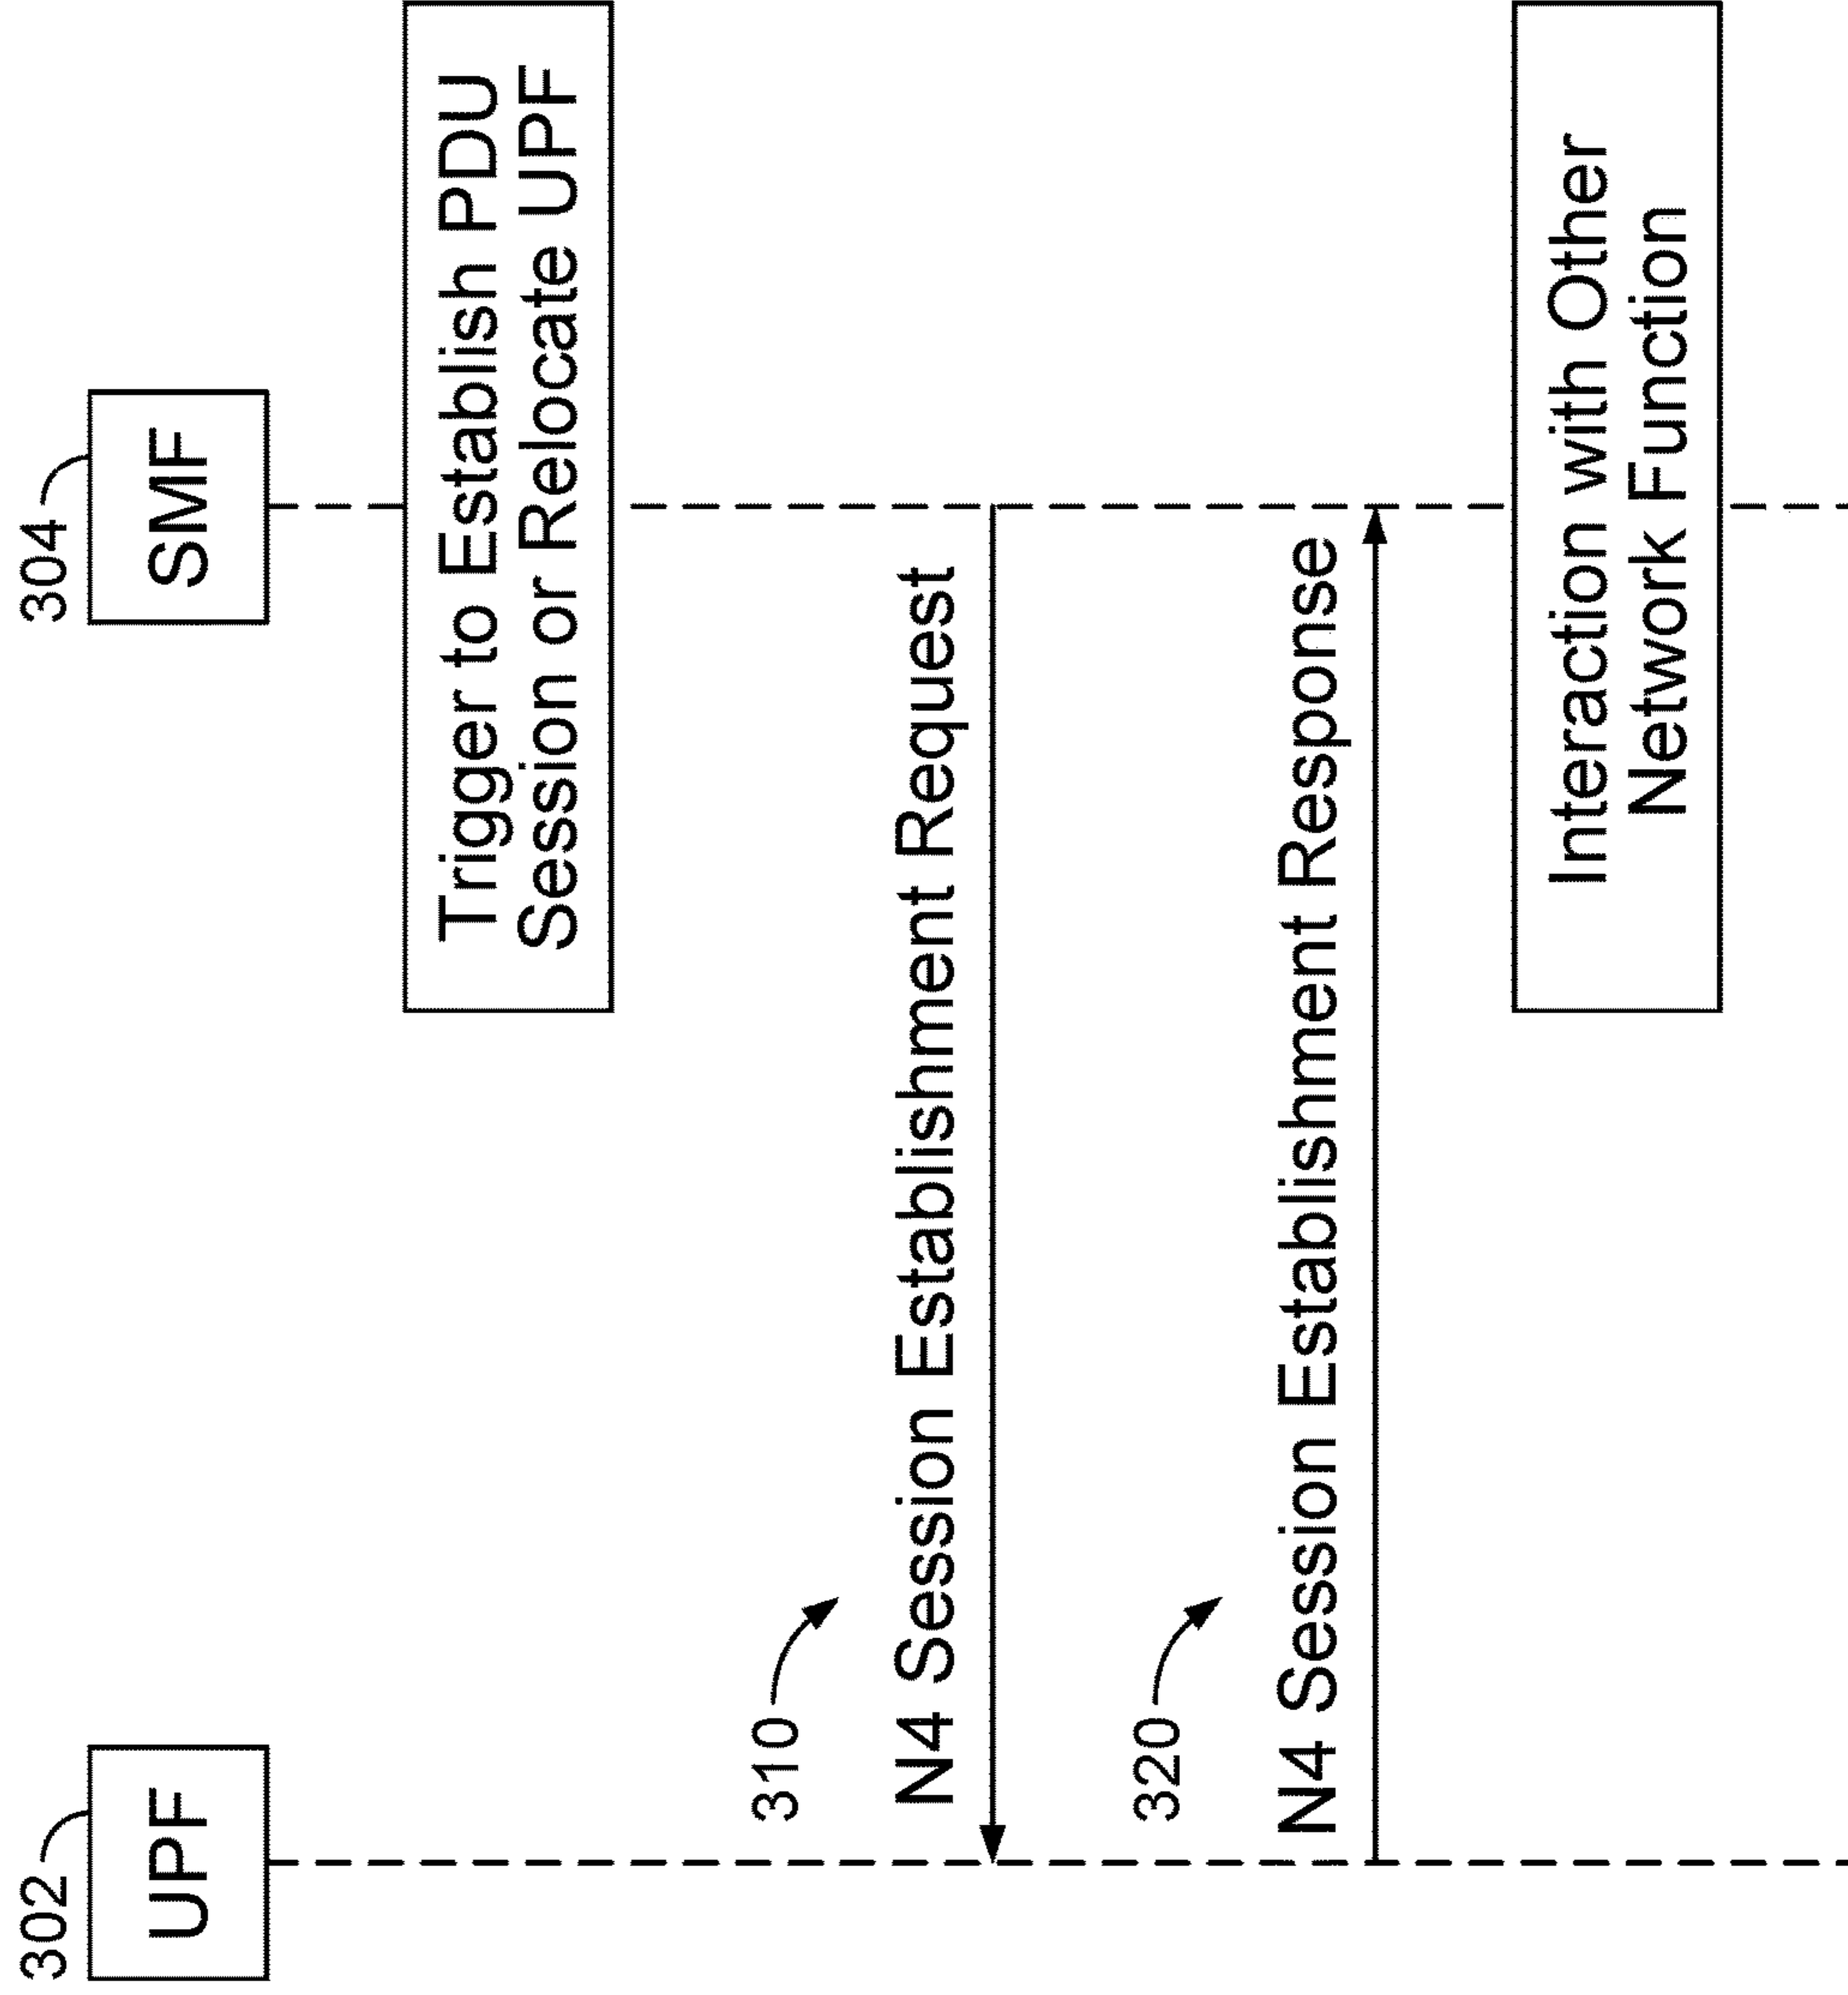 302
304
UPF
SMF
Trigger to Establish PDU
Session or Relocate UPF
310
N4 Session Establishment Request
320
N4 Session Establishment Response
Interaction with Other
Network Function